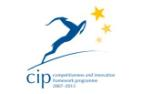 cip
competitiveness and innovation
framework programme
2007-2013